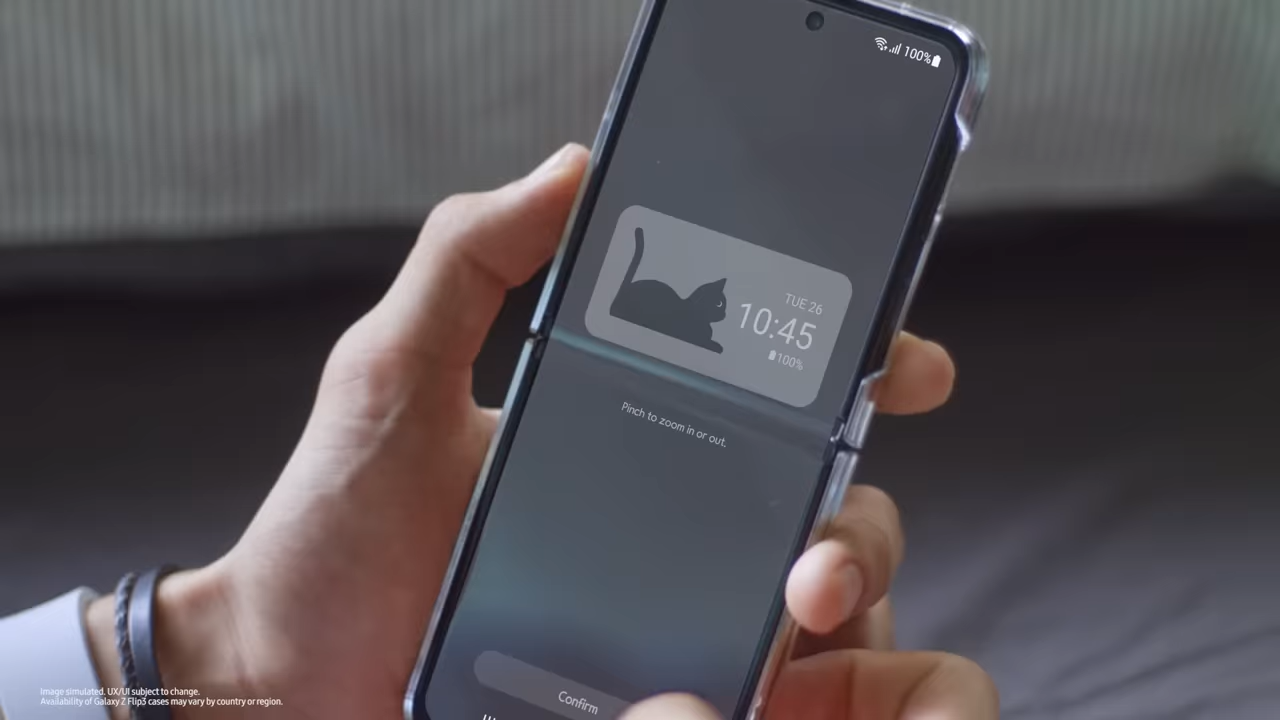 100%
TUE 26
10:45
100%
Pinch to zoom in or out.
Confirm
Image simulated. UX/UI subject to change.
Availability of Galaxy Z Flip3 cases may vary by country or region.